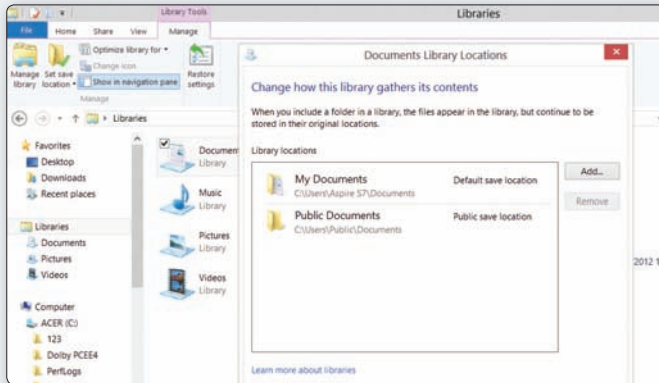 Library Tools
Libraries
File Home Share View Manage
Manage library
Set save location
Optimize library for
Change icon
Show in navigation pane
Restore settings
Manage
Libraries
Favorites
Desktop
Downloads
Recent places
Libraries
Documents
Pictures
Videos
Computer
ACER (C:)
123
Dolby PCEE4
PerfLogs
Documen
Library
Music
Library
Pictures
Library
Videos
Library
Documents Library Locations
Change how this library gathers its contents
When you include a folder in a library, the files appear in the library, but continue to be
stored in their original locations.
Library locations
My Documents Default save location
C:\Users\Aspire S7\Documents
Public Documents Public save location
C:\Users\Public\Documents
Add...
Remove
Learn more about libraries
2012 1